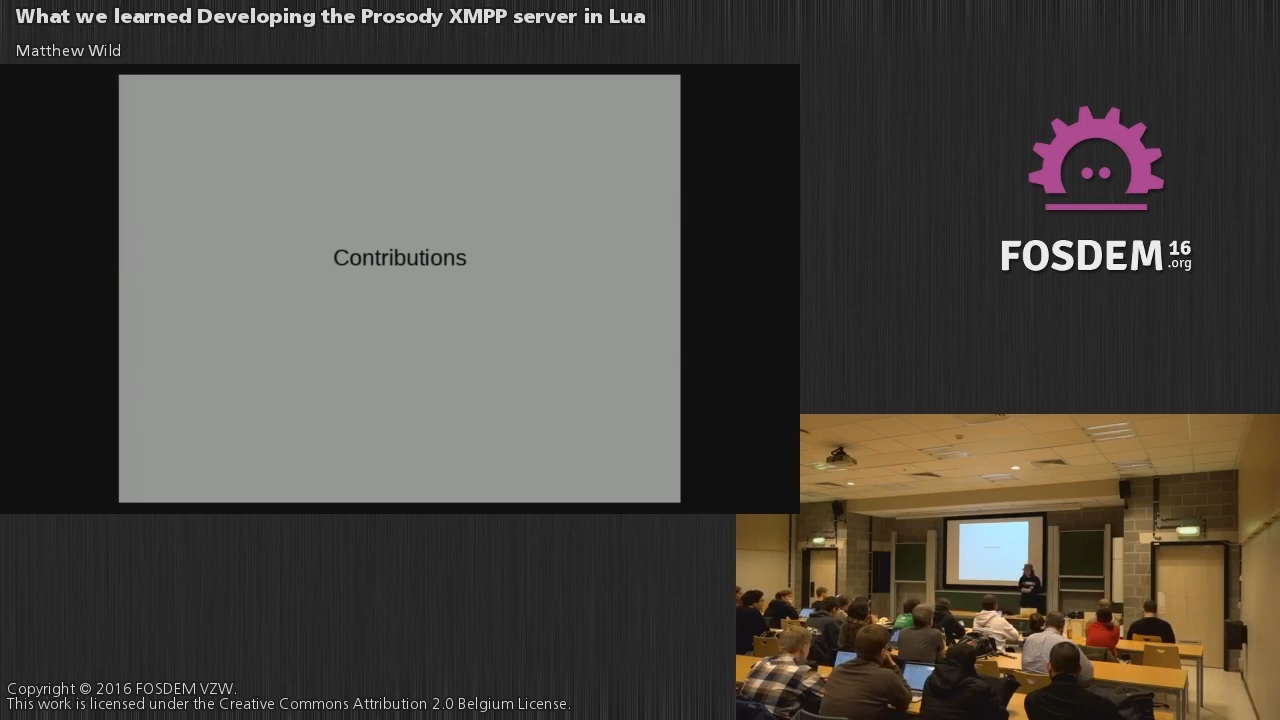 What we learned Developing the Prosody XMPP server in Lua
Matthew Wild
Contributions
FOSDEM 16
.org
Copyright © 2016 FOSDEM VZW.
This work is licensed under the Creative Commons Attribution 2.0 Belgium License.